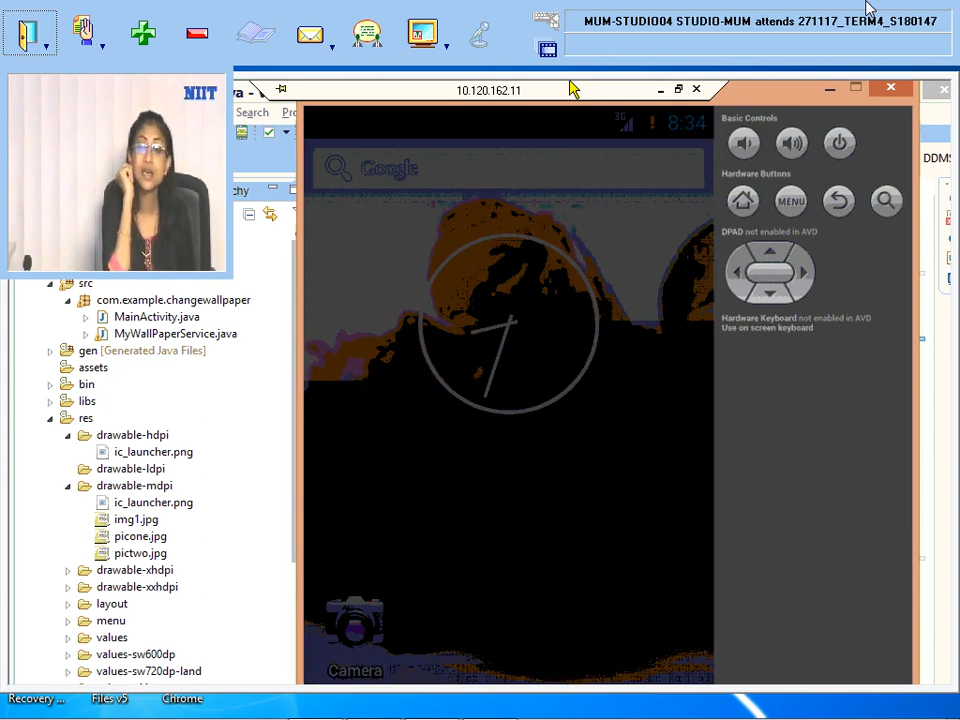 MUM-STUDIO04 STUDIO-MUM attends 271117_TERM4_S180147
NIIT
va -
10.120.162.11
Search
Pro
chy
DDMS
3G
8:34
Google
Camera
Basic Controls
Hardware Buttons
MENU
DPAD not enabled in AVD
Hardware Keyboard not enabled in AVD
Use on screen keyboard
src
com.example.changewallpaper
MainActivity.java
MyWallPaperService.java
gen [Generated Java Files]
assets
bin
libs
res
drawable-hdpi
ic_launcher.png
drawable-ldpi
drawable-mdpi
ic_launcher.png
img1.jpg
picone.jpg
pictwo.jpg
drawable-xhdpi
drawable-xxhdpi
layout
menu
values
values-sw600dp
values-sw720dp-land
Recovery ...
Files v5
Chrome